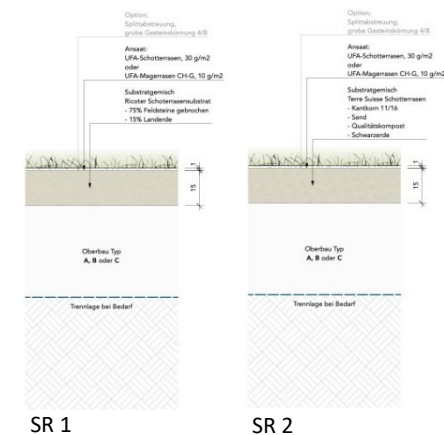 Option;
Splittabstreuung,
grobe Gesteinskörnung 4/8
Ansaat:
UFA-Schotterrasen, 30 g/m2
oder
UFA-Magerrasen CH-G, 10 g/m2
Substratgemisch
Ricoter Schoterrasensubstrat
- 75% Feldsteine gebrochen
- 15% Landerde
1
15
Oberbau Typ
A, B oder C
Trennlage bei Bedarf
SR 1
Option;
Splittabstreuung,
grobe Gesteinskörnung 4/8
Ansaat:
UFA-Schotterrasen, 30 g/m2
oder
UFA-Magerrasen CH-G, 10 g/m2
Substratgemisch
Terre Suisse Schotterrasen
- Kantkorn 11/16
- Sand
- Qualitätskompost
- Schwarzerde
1
15
Oberbau Typ
A, B oder C
Trennlage bei Bedarf
SR 2